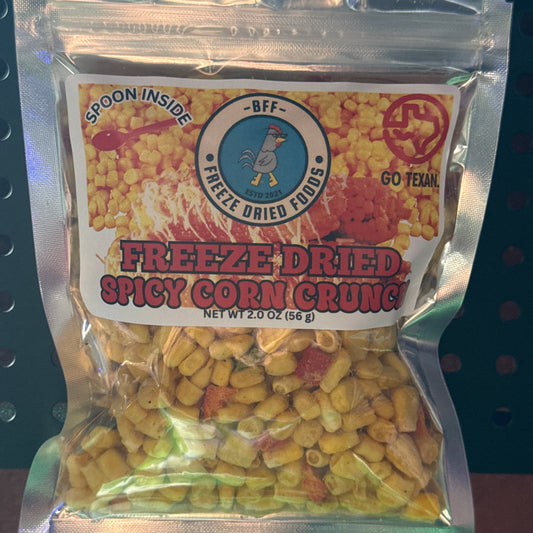 SPOON INSIDE
-BFF-
• FREEZE DRIED FOODS •
ESTD 2021
GO TEXAN.
FREEZE DRIED
SPICY CORN CRUNCH
NET WT 2.0 OZ (56 g)